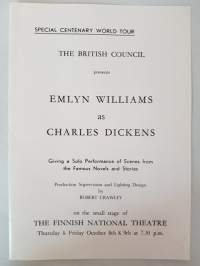 SPECIAL CENTENARY WORLD TOUR
THE BRITISH COUNCIL
presents
EMLYN WILLIAMS
as
CHARLES DICKENS
Giving a Solo Performance of Scenes from
the Famous Novels and Stories
Production Supervision and Lighting Design
by
ROBERT CRAWLEY
on the small stage of
THE FINNISH NATIONAL THEATRE
Thursday & Friday October 8th & 9th at 7.30 p.m.